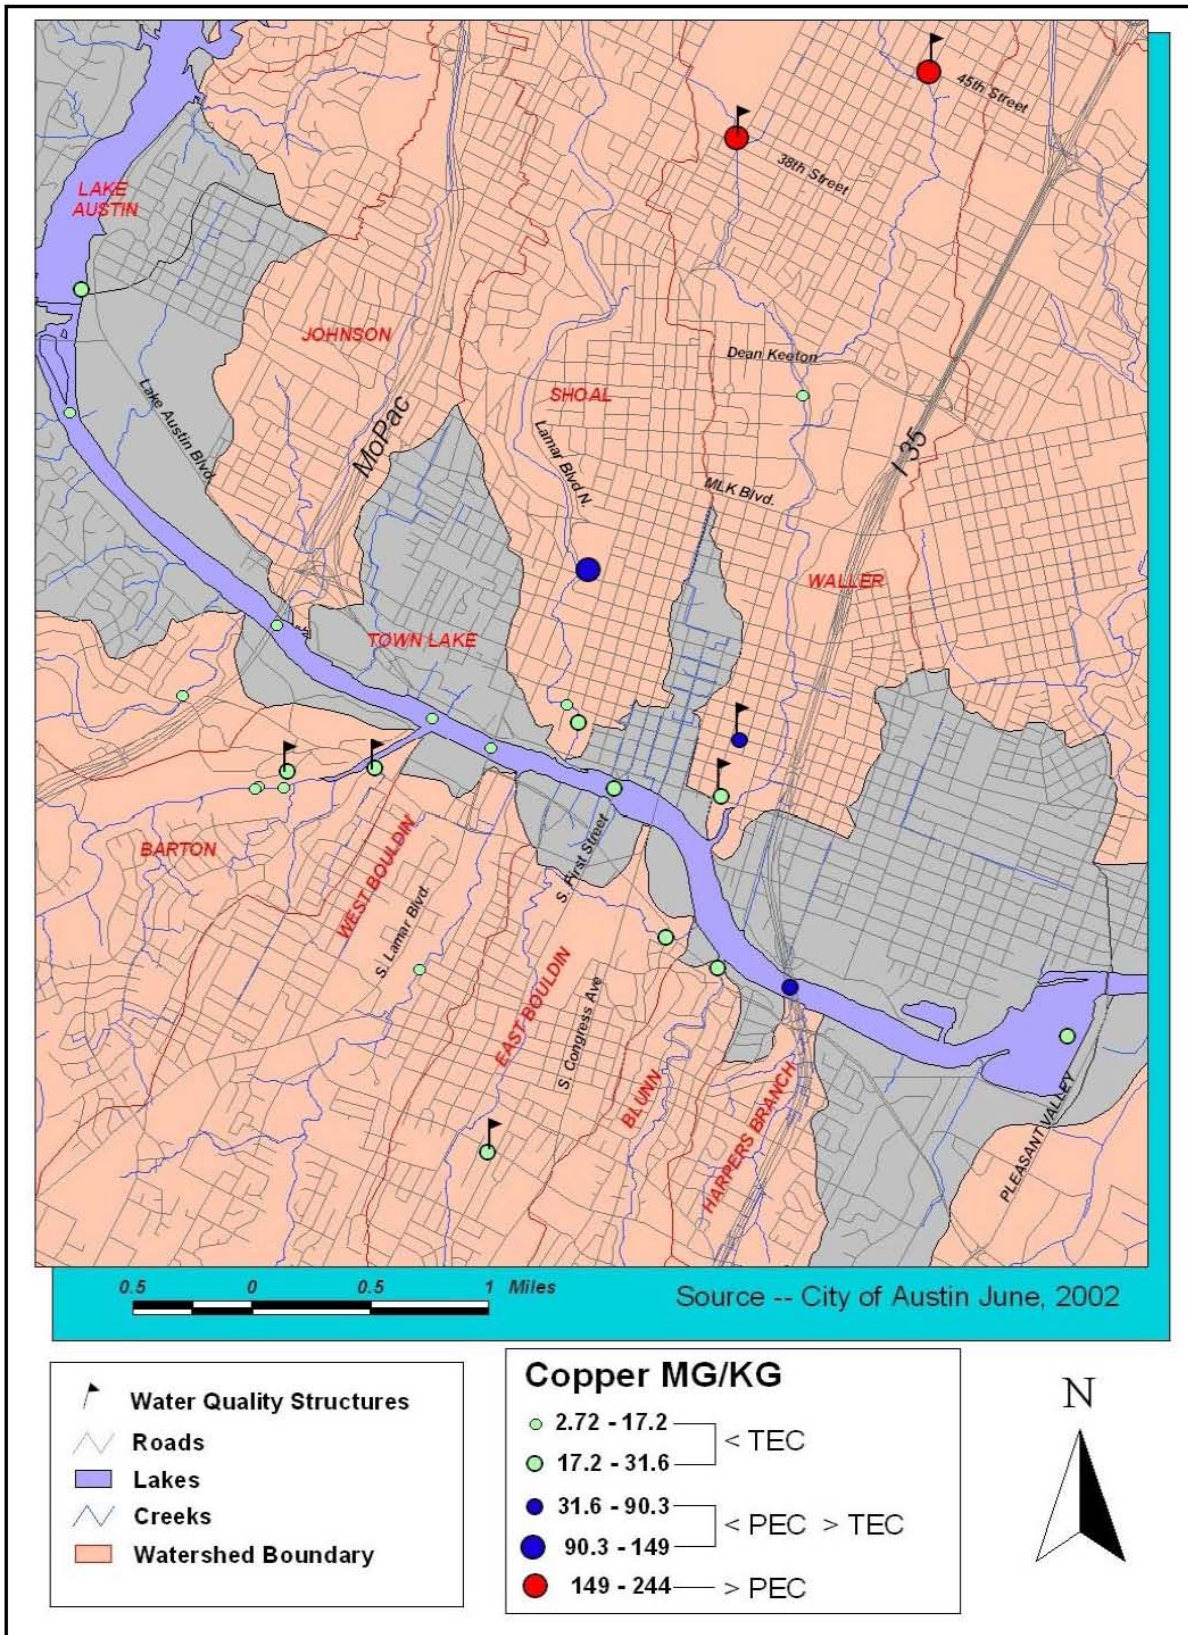 45th Street
38th Street
LAKE
AUSTIN
JOHNSON
MoPac
Dean Keeton
SHOAL
Lake Austin Blvd.
Lamar Blvd N.
I 35
MLK Blvd.
WALLER
TOWN LAKE
BARTON
WEST BOULDIN
S. Lamar Blvd.
S. First Street
EAST BOULDIN
S. Congress Ave
BLUNN
HARPERS BRANCH
PLEASANT VALLEY
0.5 0 0.5 1 Miles
Source -- City of Austin June, 2002
Water Quality Structures
Roads
Lakes
Creeks
Watershed Boundary
Copper MG/KG
2.72 - 17.2
17.2 - 31.6
< TEC
31.6 - 90.3
90.3 - 149
< PEC > TEC
149 - 244
> PEC
N